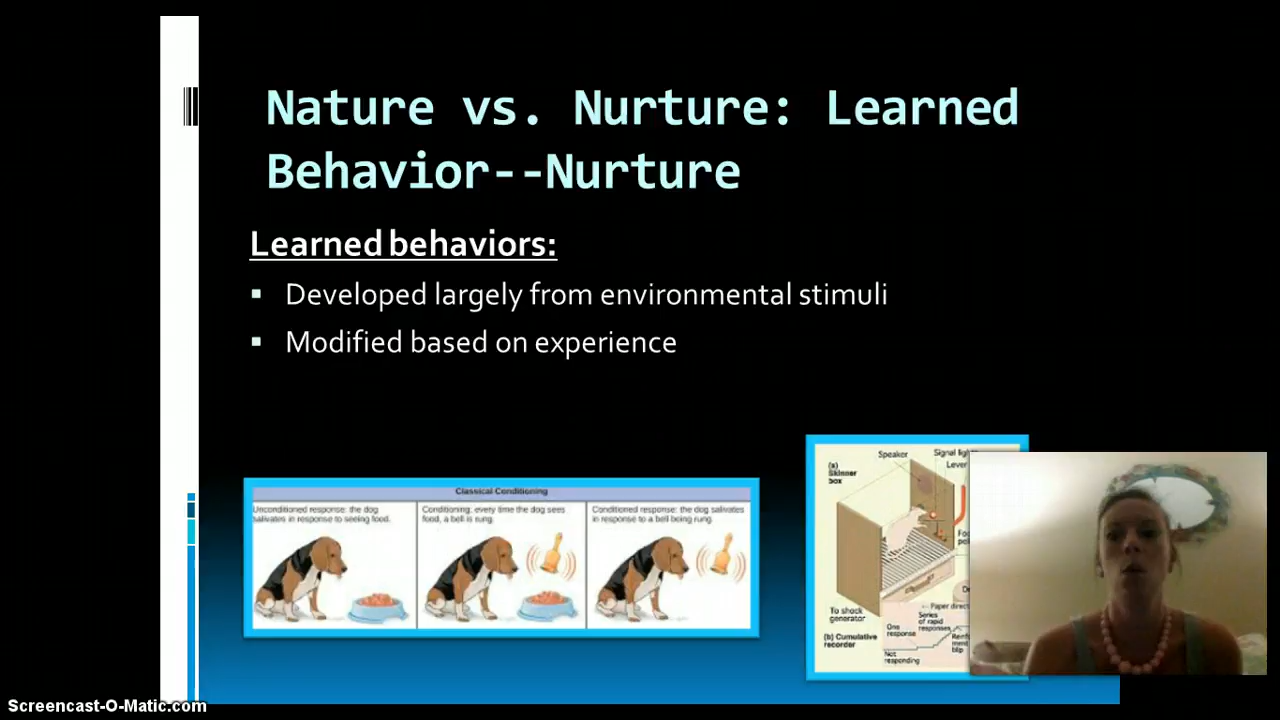 Nature vs. Nurture: Learned
Behavior--Nurture
Learned behaviors:
▪ Developed largely from environmental stimuli
▪ Modified based on experience
Classical Conditioning
Unconditioned response: the dog
salivates in response to seeing food.
Conditioning: every time the dog sees
food, a bell is rung.
Conditioned response: the dog salivates
in response to a bell being rung.
Speaker
Signal
Lever
(a)
Skinner
box
To shock
generator
Paper
Series
of rapid
responses
One
response
(b) Cumulative
recorder
blip
Not
responding
Screencast-O-Matic.com